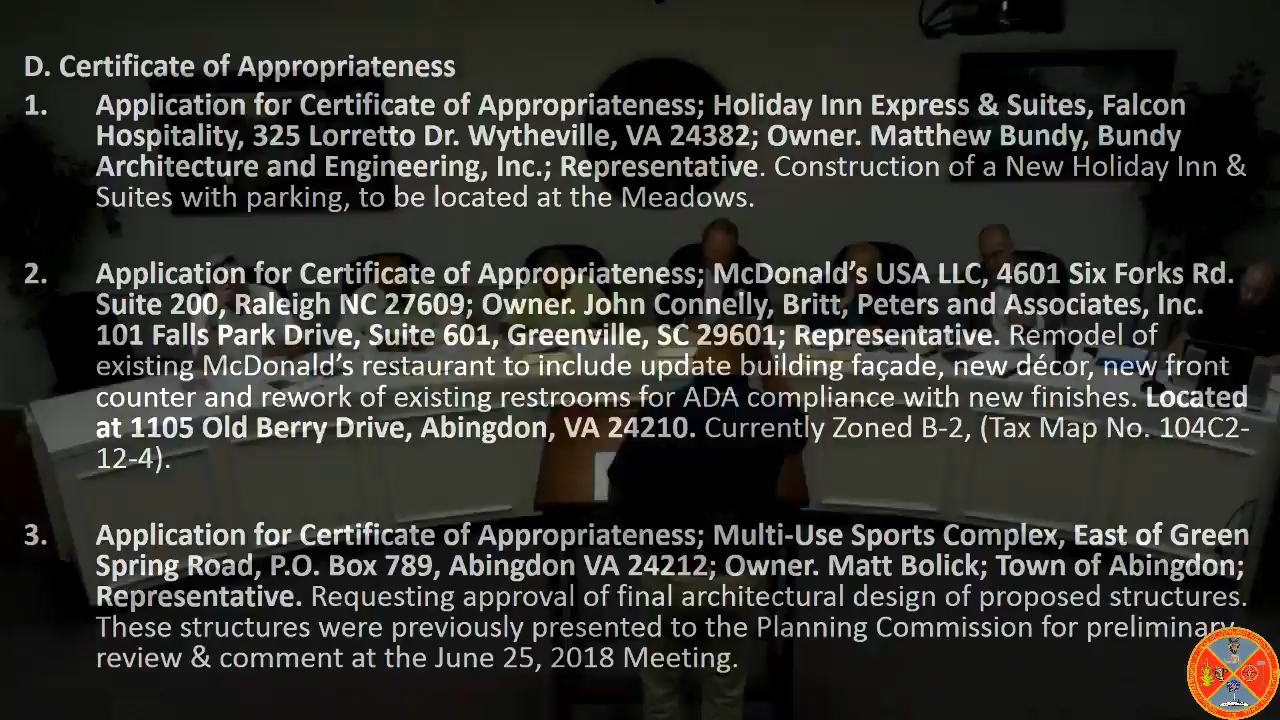 D. Certificate of Appropriateness
1. Application for Certificate of Appropriateness; Holiday Inn Express & Suites, Falcon
Hospitality, 325 Lorretto Dr. Wytheville, VA 24382; Owner. Matthew Bundy, Bundy
Architecture and Engineering, Inc.; Representative. Construction of a New Holiday Inn &
Suites with parking, to be located at the Meadows.
2. Application for Certificate of Appropriateness; McDonald’s USA LLC, 4601 Six Forks Rd.
Suite 200, Raleigh NC 27609; Owner. John Connelly, Britt, Peters and Associates, Inc.
101 Falls Park Drive, Suite 601, Greenville, SC 29601; Representative. Remodel of
existing McDonald’s restaurant to include update building façade, new décor, new front
counter and rework of existing restrooms for ADA compliance with new finishes. Located
at 1105 Old Berry Drive, Abingdon, VA 24210. Currently Zoned B-2, (Tax Map No. 104C2-
12-4).
3. Application for Certificate of Appropriateness; Multi-Use Sports Complex, East of Green
Spring Road, P.O. Box 789, Abingdon VA 24212; Owner. Matt Bolick; Town of Abingdon;
Representative. Requesting approval of final architectural design of proposed structures.
These structures were previously presented to the Planning Commission for preliminary
review & comment at the June 25, 2018 Meeting.